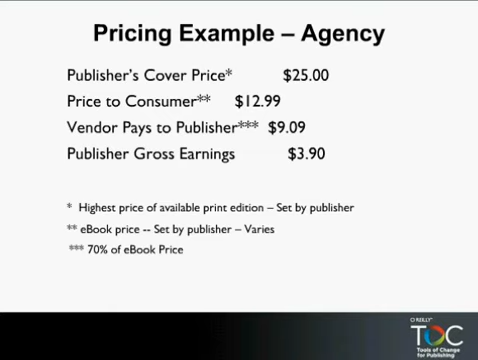 Pricing Example – Agency
Publisher's Cover Price* $25.00
Price to Consumer** $12.99
Vendor Pays to Publisher*** $9.09
Publisher Gross Earnings $3.90
* Highest price of available print edition – Set by publisher
** eBook price -- Set by publisher – Varies
*** 70% of eBook Price
O'REILLY
TOC
Tools of Change
for Publishing